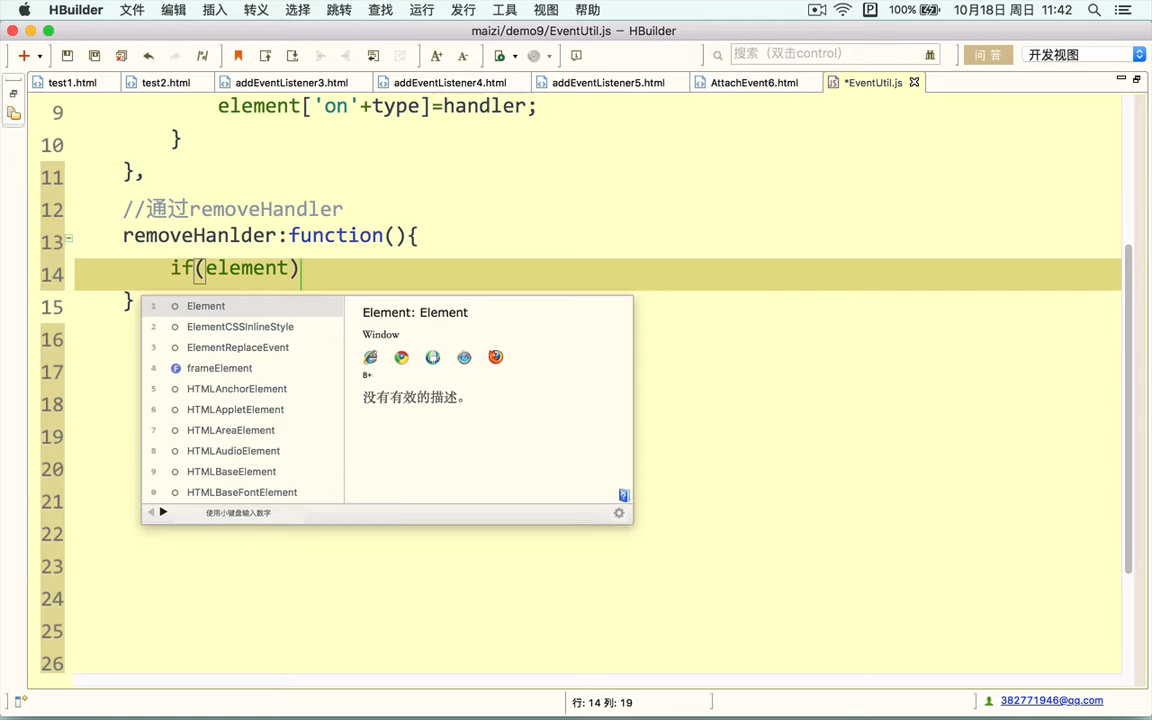 HBuilder 文件 编辑 插入 转义 选择 跳转 查找 运行 发行 工具 视图 帮助 100% 10月18日 周日 11:42
maizi/demo9/EventUtil.js — HBuilder
搜索（双击control） 问 答 开发视图
test1.html test2.html addEventListener3.html addEventListener4.html addEventListener5.html AttachEvent6.html *EventUtil.js
9 element['on'+type]=handler;
10 }
11 },
12 //通过removeHandler
13 removeHanlder:function(){
14 if(element)
15 }
16
17
18
19
20
21
22
23
24
25
26
1 Element
2 ElementCSSInlineStyle
3 ElementReplaceEvent
4 F frameElement
5 HTMLAnchorElement
6 HTMLAppletElement
7 HTMLAreaElement
8 HTMLAudioElement
9 HTMLBaseElement
0 HTMLBaseFontElement
使用小键盘输入数字
Element: Element
Window
8+
没有有效的描述。
行: 14 列: 19
382771946@qq.com